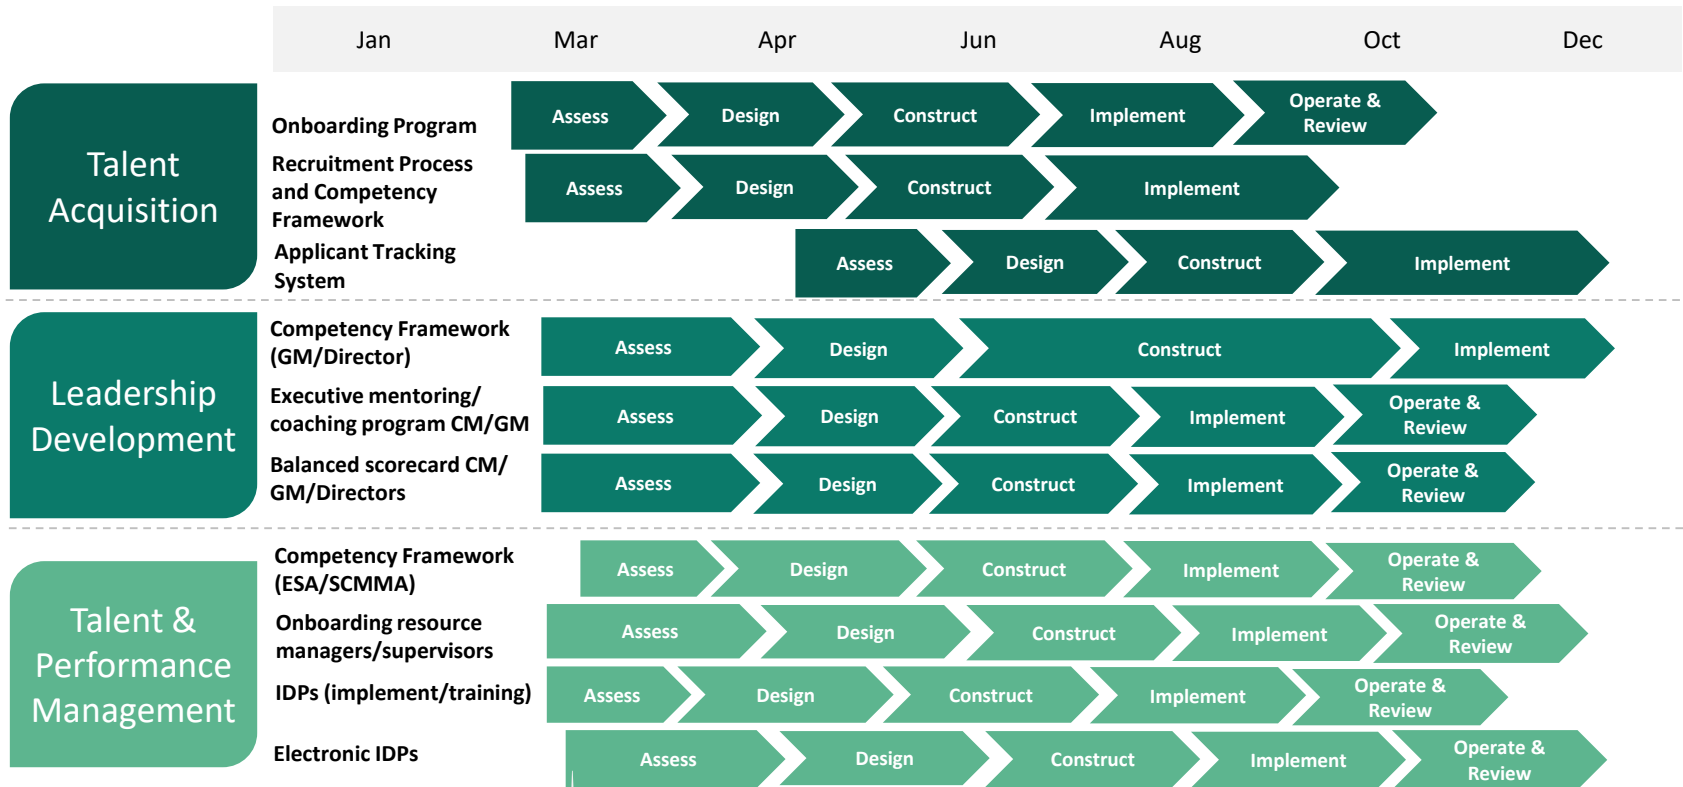 Jan Mar Apr Jun Aug Oct Dec
Talent
Acquisition
Onboarding Program
Assess Design Construct Implement Operate &
Review
Recruitment Process
and Competency
Framework
Assess Design Construct Implement
Applicant Tracking
System
Assess Design Construct Implement
Leadership
Development
Competency Framework
(GM/Director)
Assess Design Construct Implement
Executive mentoring/
coaching program CM/GM
Assess Design Construct Implement Operate &
Review
Balanced scorecard CM/
GM/Directors
Assess Design Construct Implement Operate &
Review
Talent &
Performance
Management
Competency Framework
(ESA/SCMMA)
Assess Design Construct Implement Operate &
Review
Onboarding resource
managers/supervisors
Assess Design Construct Implement Operate &
Review
IDPs (implement/training)
Assess Design Construct Implement Operate &
Review
Electronic IDPs
Assess Design Construct Implement Operate &
Review